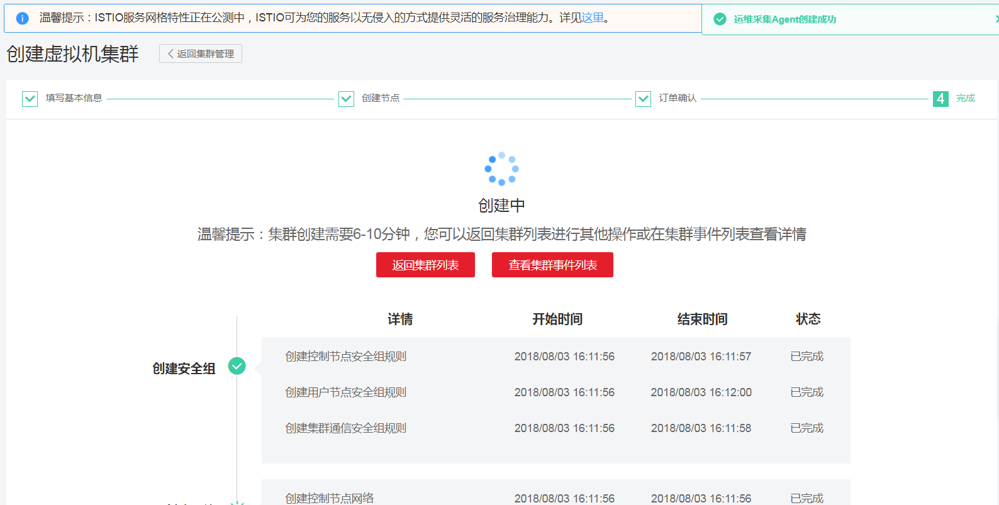 温馨提示：ISTIO服务网格特性正在公测中，ISTIO可为您的服务以无侵入的方式提供灵活的服务治理能力。详见这里。
运维采集Agent创建成功
创建虚拟机集群
返回集群管理
填写基本信息
创建节点
订单确认
4 完成
创建中
温馨提示：集群创建需要6-10分钟，您可以返回集群列表进行其他操作或在集群事件列表查看详情
返回集群列表 查看集群事件列表
详情 开始时间 结束时间 状态
创建安全组
创建控制节点安全组规则 2018/08/03 16:11:56 2018/08/03 16:11:57 已完成
创建用户节点安全组规则 2018/08/03 16:11:56 2018/08/03 16:12:00 已完成
创建集群通信安全组规则 2018/08/03 16:11:56 2018/08/03 16:11:58 已完成
创建控制节点网络 2018/08/03 16:11:56 2018/08/03 16:11:56 已完成